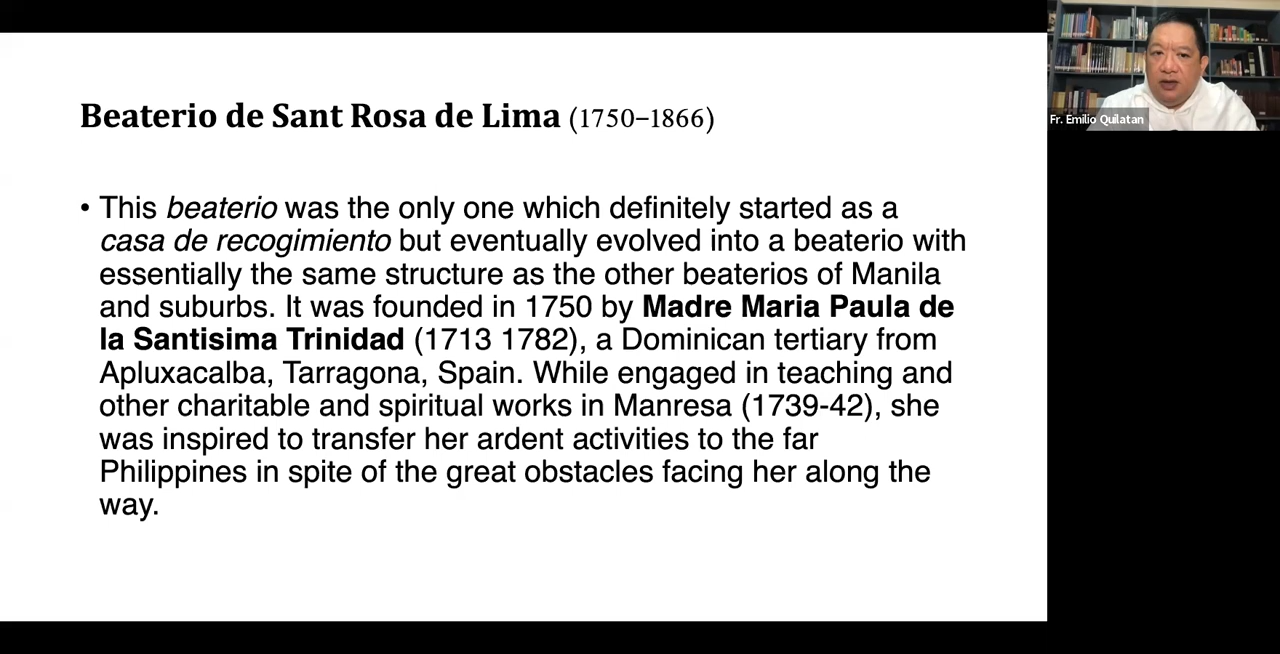 Beaterio de Sant Rosa de Lima (1750–1866)
• This beaterio was the only one which definitely started as a
casa de recogimiento but eventually evolved into a beaterio with
essentially the same structure as the other beaterios of Manila
and suburbs. It was founded in 1750 by Madre Maria Paula de
la Santisima Trinidad (1713 1782), a Dominican tertiary from
Apluxacalba, Tarragona, Spain. While engaged in teaching and
other charitable and spiritual works in Manresa (1739-42), she
was inspired to transfer her ardent activities to the far
Philippines in spite of the great obstacles facing her along the
way.
Fr. Emilio Quilatan